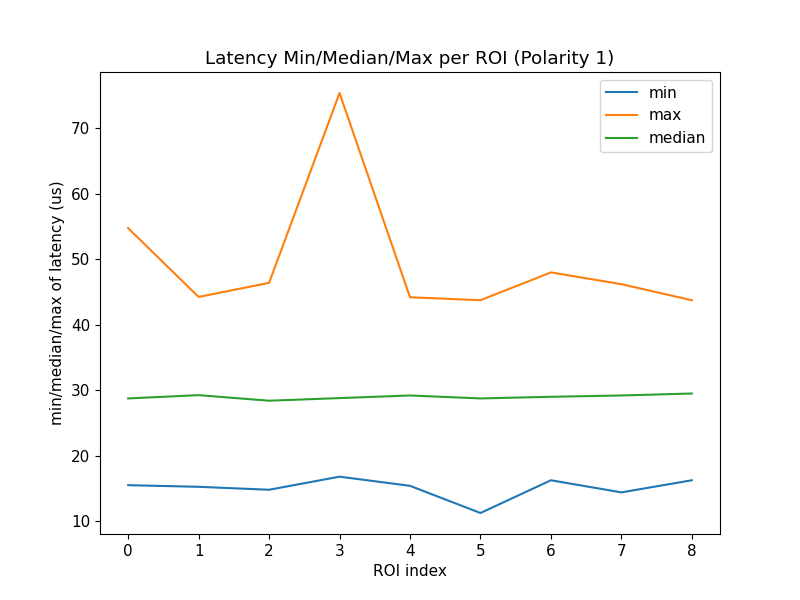 Latency Min/Median/Max per ROI (Polarity 1)
min
max
median
min/median/max of latency (us)
70
60
50
40
30
20
10
0 1 2 3 4 5 6 7 8
ROI index